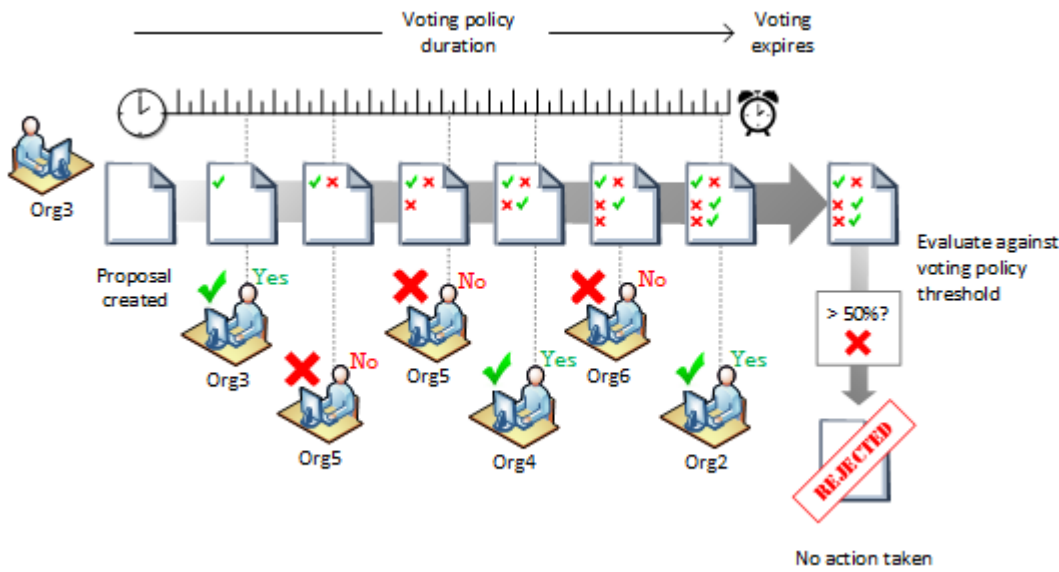 Voting policy
duration
Voting
expires
Org3
Proposal
created
Yes
Org3
No
Org5
No
Org5
Yes
Org4
No
Org6
Yes
Org2
Evaluate against
voting policy
threshold
> 50%?
REJECTED
No action taken